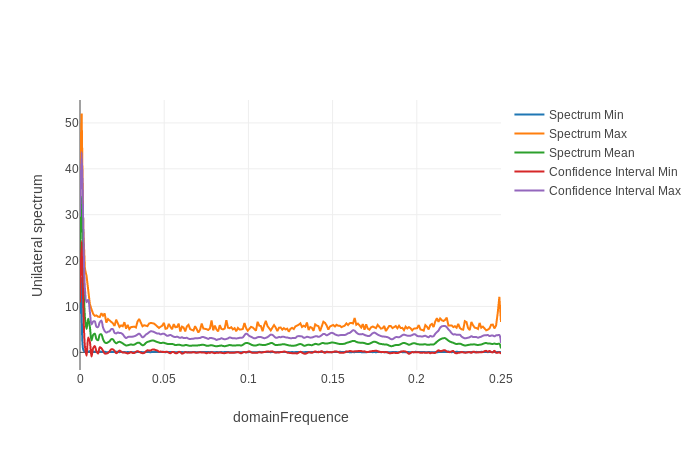 Spectrum Min
Spectrum Max
Spectrum Mean
Confidence Interval Min
Confidence Interval Max
Unilateral spectrum
50
40
30
20
10
0
0
0.05
0.1
0.15
0.2
0.25
domainFrequence